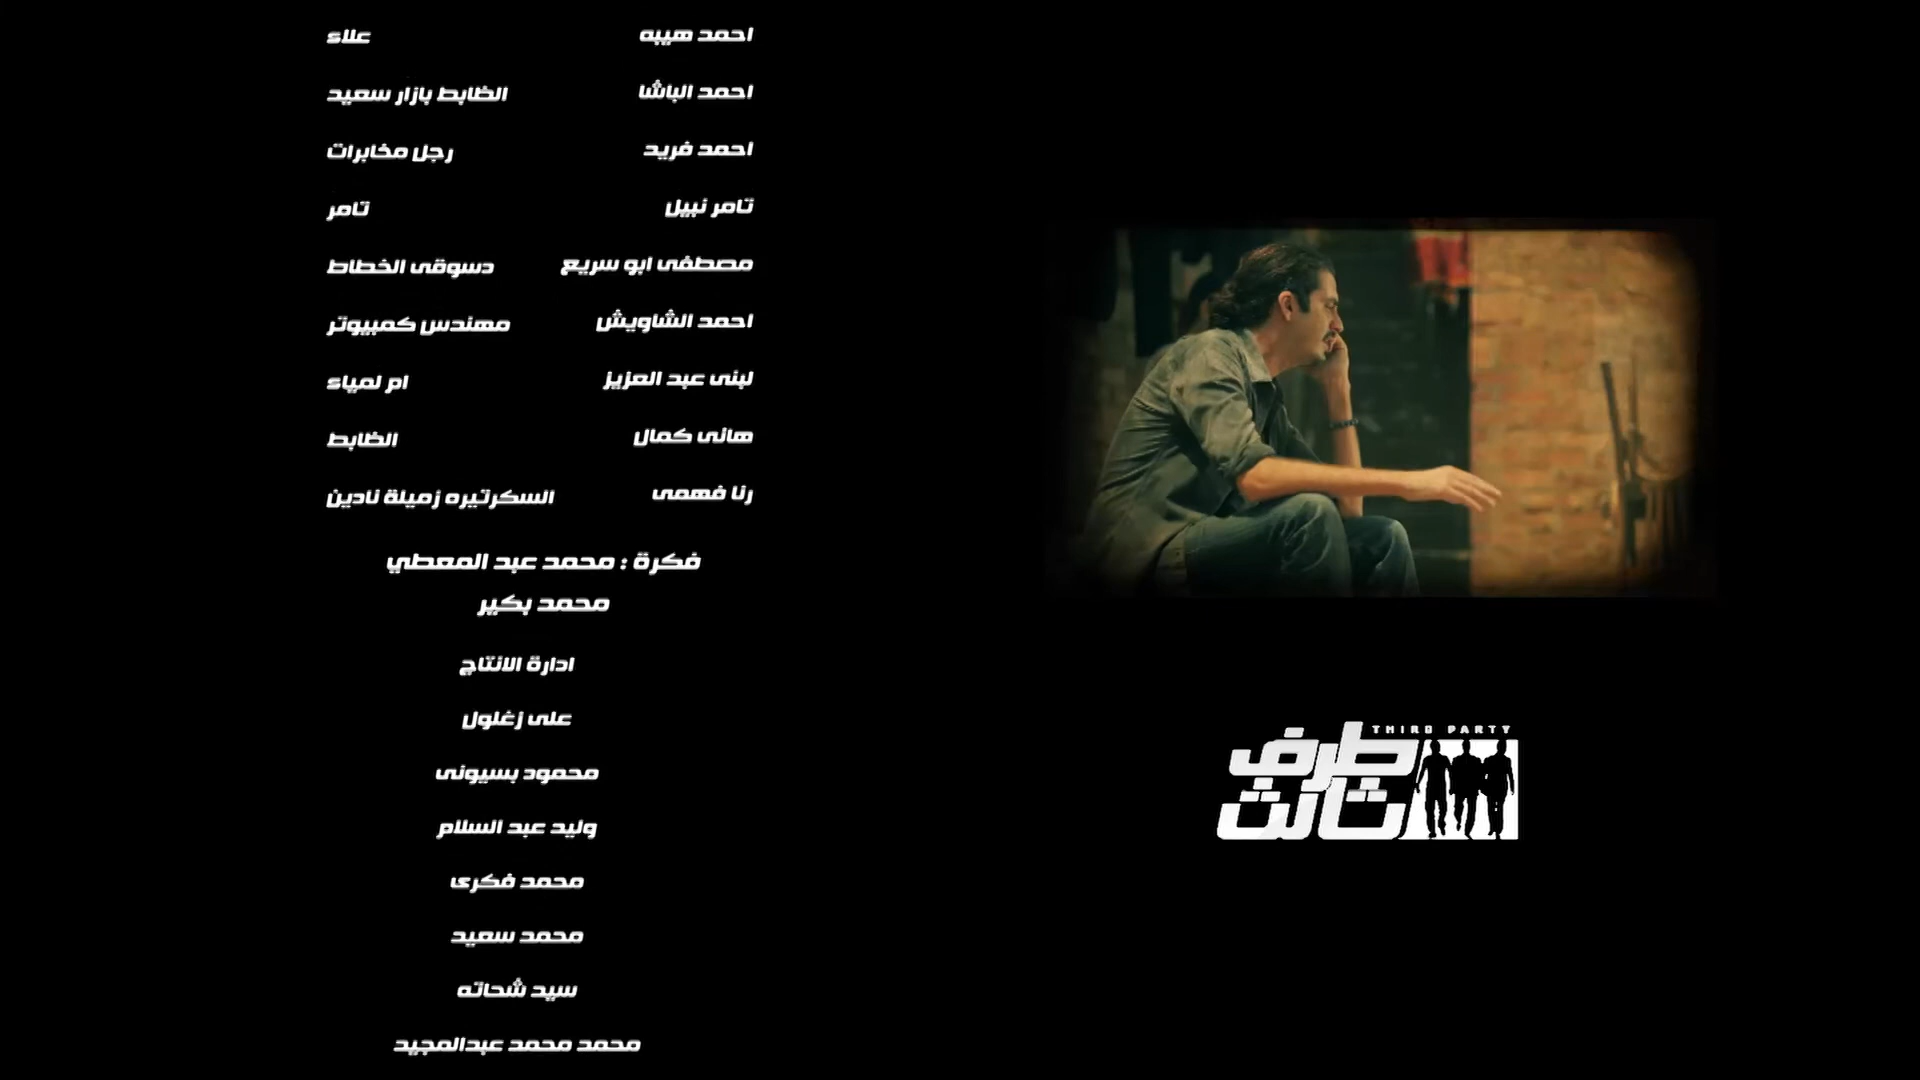 احمد هيبه علاء
احمد الباشا الظابط بازار سعيد
احمد فريد رجل مخابرات
تامر نبيل تامر
مصطفى ابو سريع دسوقى الخطاط
احمد الشاويش مهندس كمبيوتر
لبنى عبد العزيز ام لمياء
هانى كمال الظابط
رنا فهمى السكرتيره زميلة نادين
فكرة : محمد عبد المعطي
محمد بكير
ادارة الانتاج
على زغلول
محمود بسيونى
وليد عبد السلام
محمد فكرى
محمد سعيد
سيد شحاته
محمد محمد عبدالمجيد
THIRD PARTY
طرف
ثالث